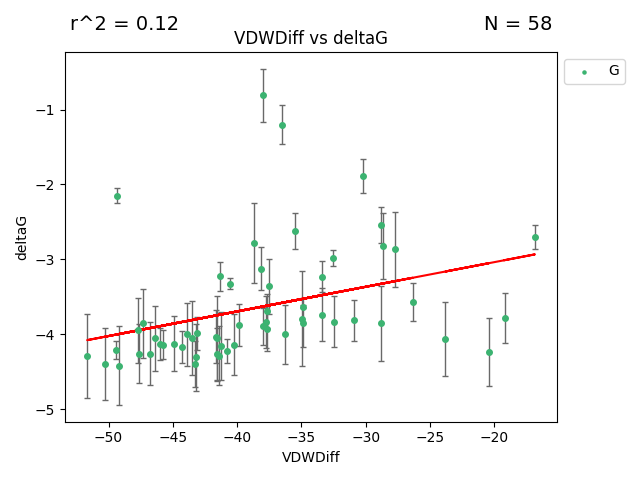 r^2 = 0.12
N = 58
VDWDiff vs deltaG
G
−1
−2
−3
−4
−5
deltaG
−50 −45 −40 −35 −30 −25 −20
VDWDiff